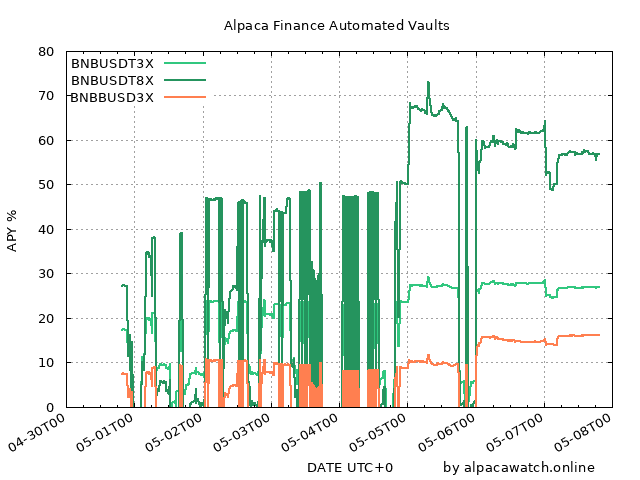 Alpaca Finance Automated Vaults
80
70
60
50
40
30
20
10
0
APY %
BNBUSDT3X
BNBUSDT8X
BNBBUSD3X
04-30T00
05-01T00
05-02T00
05-03T00
05-04T00
05-05T00
05-06T00
05-07T00
05-08T00
DATE UTC+0
by alpacawatch.online